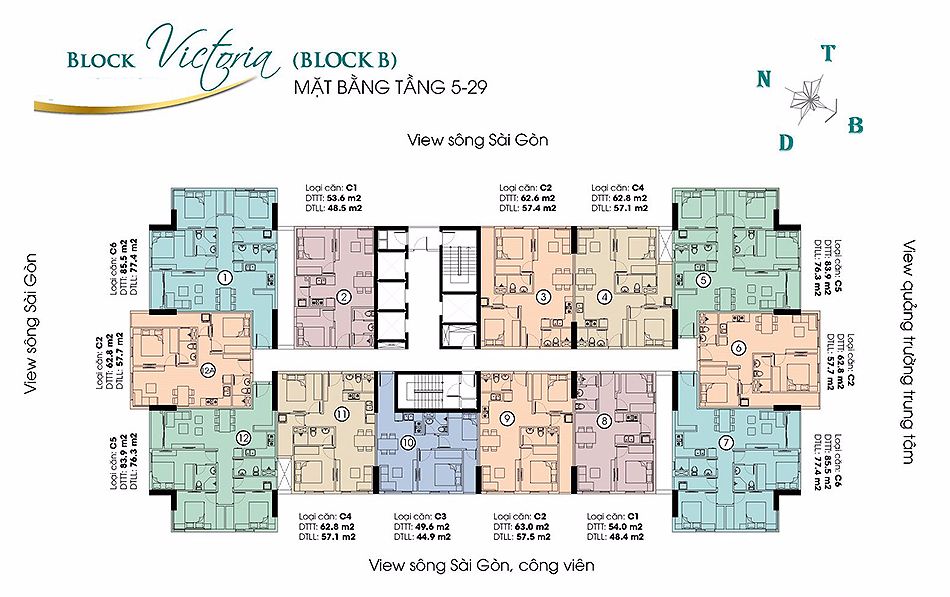 BLOCK Victoria (BLOCK B)
MẶT BẰNG TẦNG 5-29
T
N
B
D
View sông Sài Gòn
Loại căn: C1
DTTT: 53.6 m2
DTLL: 48.5 m2
Loại căn: C2
DTTT: 62.6 m2
DTLL: 57.4 m2
Loại căn: C4
DTTT: 62.8 m2
DTLL: 57.1 m2
View sông Sài Gòn
Loại căn: C6
DTTT: 85.5 m2
DTLL: 77.4 m2
Loại căn: C2
DTTT: 62.8 m2
DTLL: 57.7 m2
Loại căn: C5
DTTT: 83.9 m2
DTLL: 76.3 m2
1
2
3
4
5
12A
6
12
11
10
9
8
7
Loại căn: C5
DTTT: 83.9 m2
DTLL: 76.3 m2
Loại căn: C2
DTTT: 62.8 m2
DTLL: 57.7 m2
Loại căn: C6
DTTT: 85.5 m2
DTLL: 77.4 m2
View quảng trường trung tâm
Loại căn: C4
DTTT: 62.8 m2
DTLL: 57.1 m2
Loại căn: C3
DTTT: 49.6 m2
DTLL: 44.9 m2
Loại căn: C2
DTTT: 63.0 m2
DTLL: 57.5 m2
Loại căn: C1
DTTT: 54.0 m2
DTLL: 48.4 m2
View sông Sài Gòn, công viên